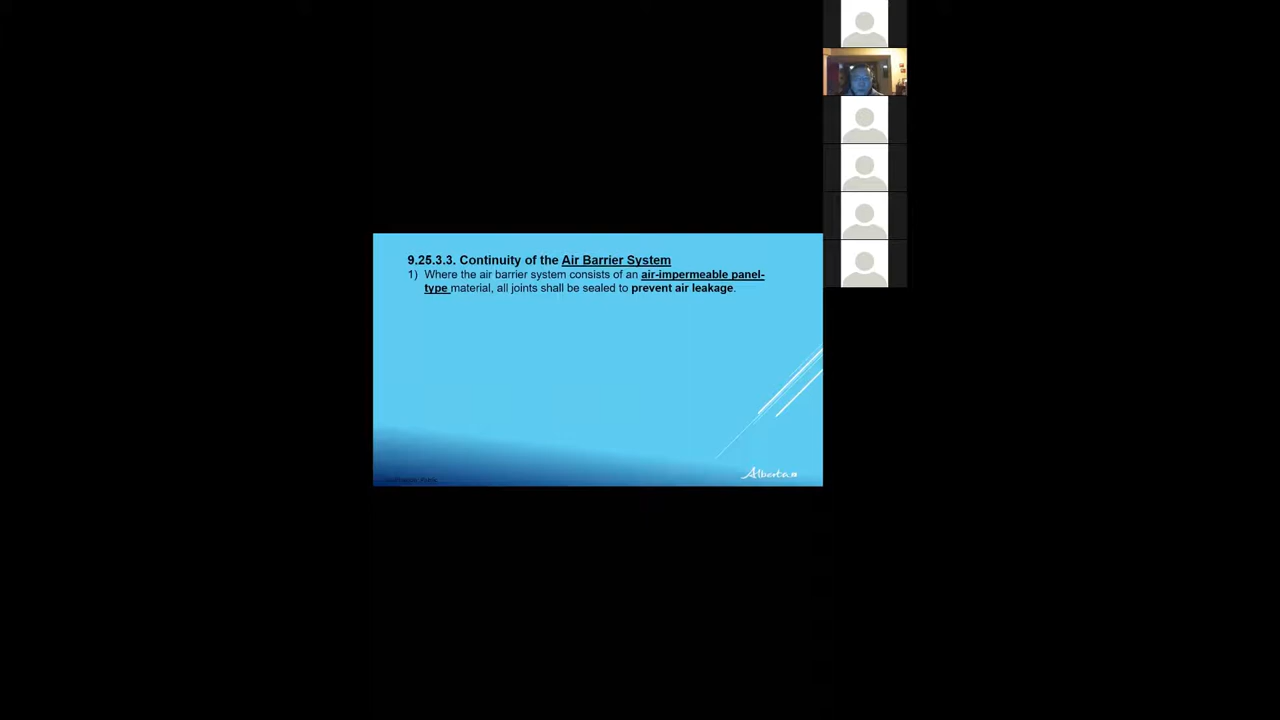 9.25.3.3. Continuity of the Air Barrier System
1) Where the air barrier system consists of an air-impermeable panel-
type material, all joints shall be sealed to prevent air leakage.
Alberta